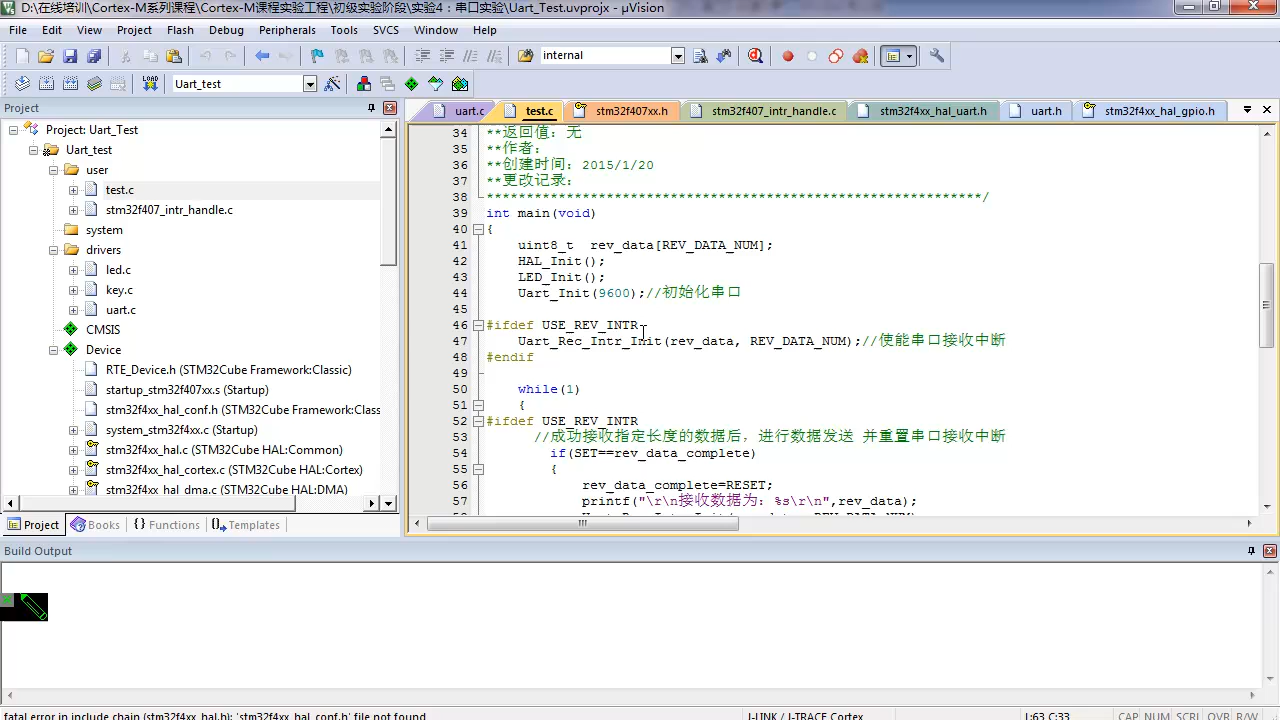 D:\在线培训\Cortex-M系列课程\Cortex-M课程实验工程\初级实验阶段\实验4：串口实验\Uart_Test.uvprojx - µVision
File Edit View Project Flash Debug Peripherals Tools SVCS Window Help
internal
LOAD Uart_test
Project
uart.c test.c stm32f407xx.h stm32f407_intr_handle.c stm32f4xx_hal_uart.h uart.h stm32f4xx_hal_gpio.h
Project: Uart_Test
Uart_test
user
test.c
stm32f407_intr_handle.c
system
drivers
led.c
key.c
uart.c
CMSIS
Device
RTE_Device.h (STM32Cube Framework:Classic)
startup_stm32f407xx.s (Startup)
stm32f4xx_hal_conf.h (STM32Cube Framework:Class
system_stm32f4xx.c (Startup)
stm32f4xx_hal.c (STM32Cube HAL:Common)
stm32f4xx_hal_cortex.c (STM32Cube HAL:Cortex)
stm32f4xx_hal_dma.c (STM32Cube HAL:DMA)
34 **返回值：无
35 **作者：
36 **创建时间：2015/1/20
37 **更改记录：
38 **************************************************************/
39 int main(void)
40 {
41 uint8_t  rev_data[REV_DATA_NUM];
42 HAL_Init();
43 LED_Init();
44 Uart_Init(9600);//初始化串口
45
46 #ifdef USE_REV_INTR
47 Uart_Rec_Intr_Init(rev_data, REV_DATA_NUM);//使能串口接收中断
48 #endif
49
50 while(1)
51 {
52 #ifdef USE_REV_INTR
53 //成功接收指定长度的数据后，进行数据发送 并重置串口接收中断
54 if(SET==rev_data_complete)
55 {
56 rev_data_complete=RESET;
57 printf("\r\n接收数据为：%s\r\n",rev_data);
Project Books Functions Templates
Build Output
fatal error in include chain (stm32f4xx_hal.h): 'stm32f4xx_hal_conf.h' file not found
J-LINK / J-TRACE Cortex
L:63 C:33
CAP NUM SCRL OVR R/W